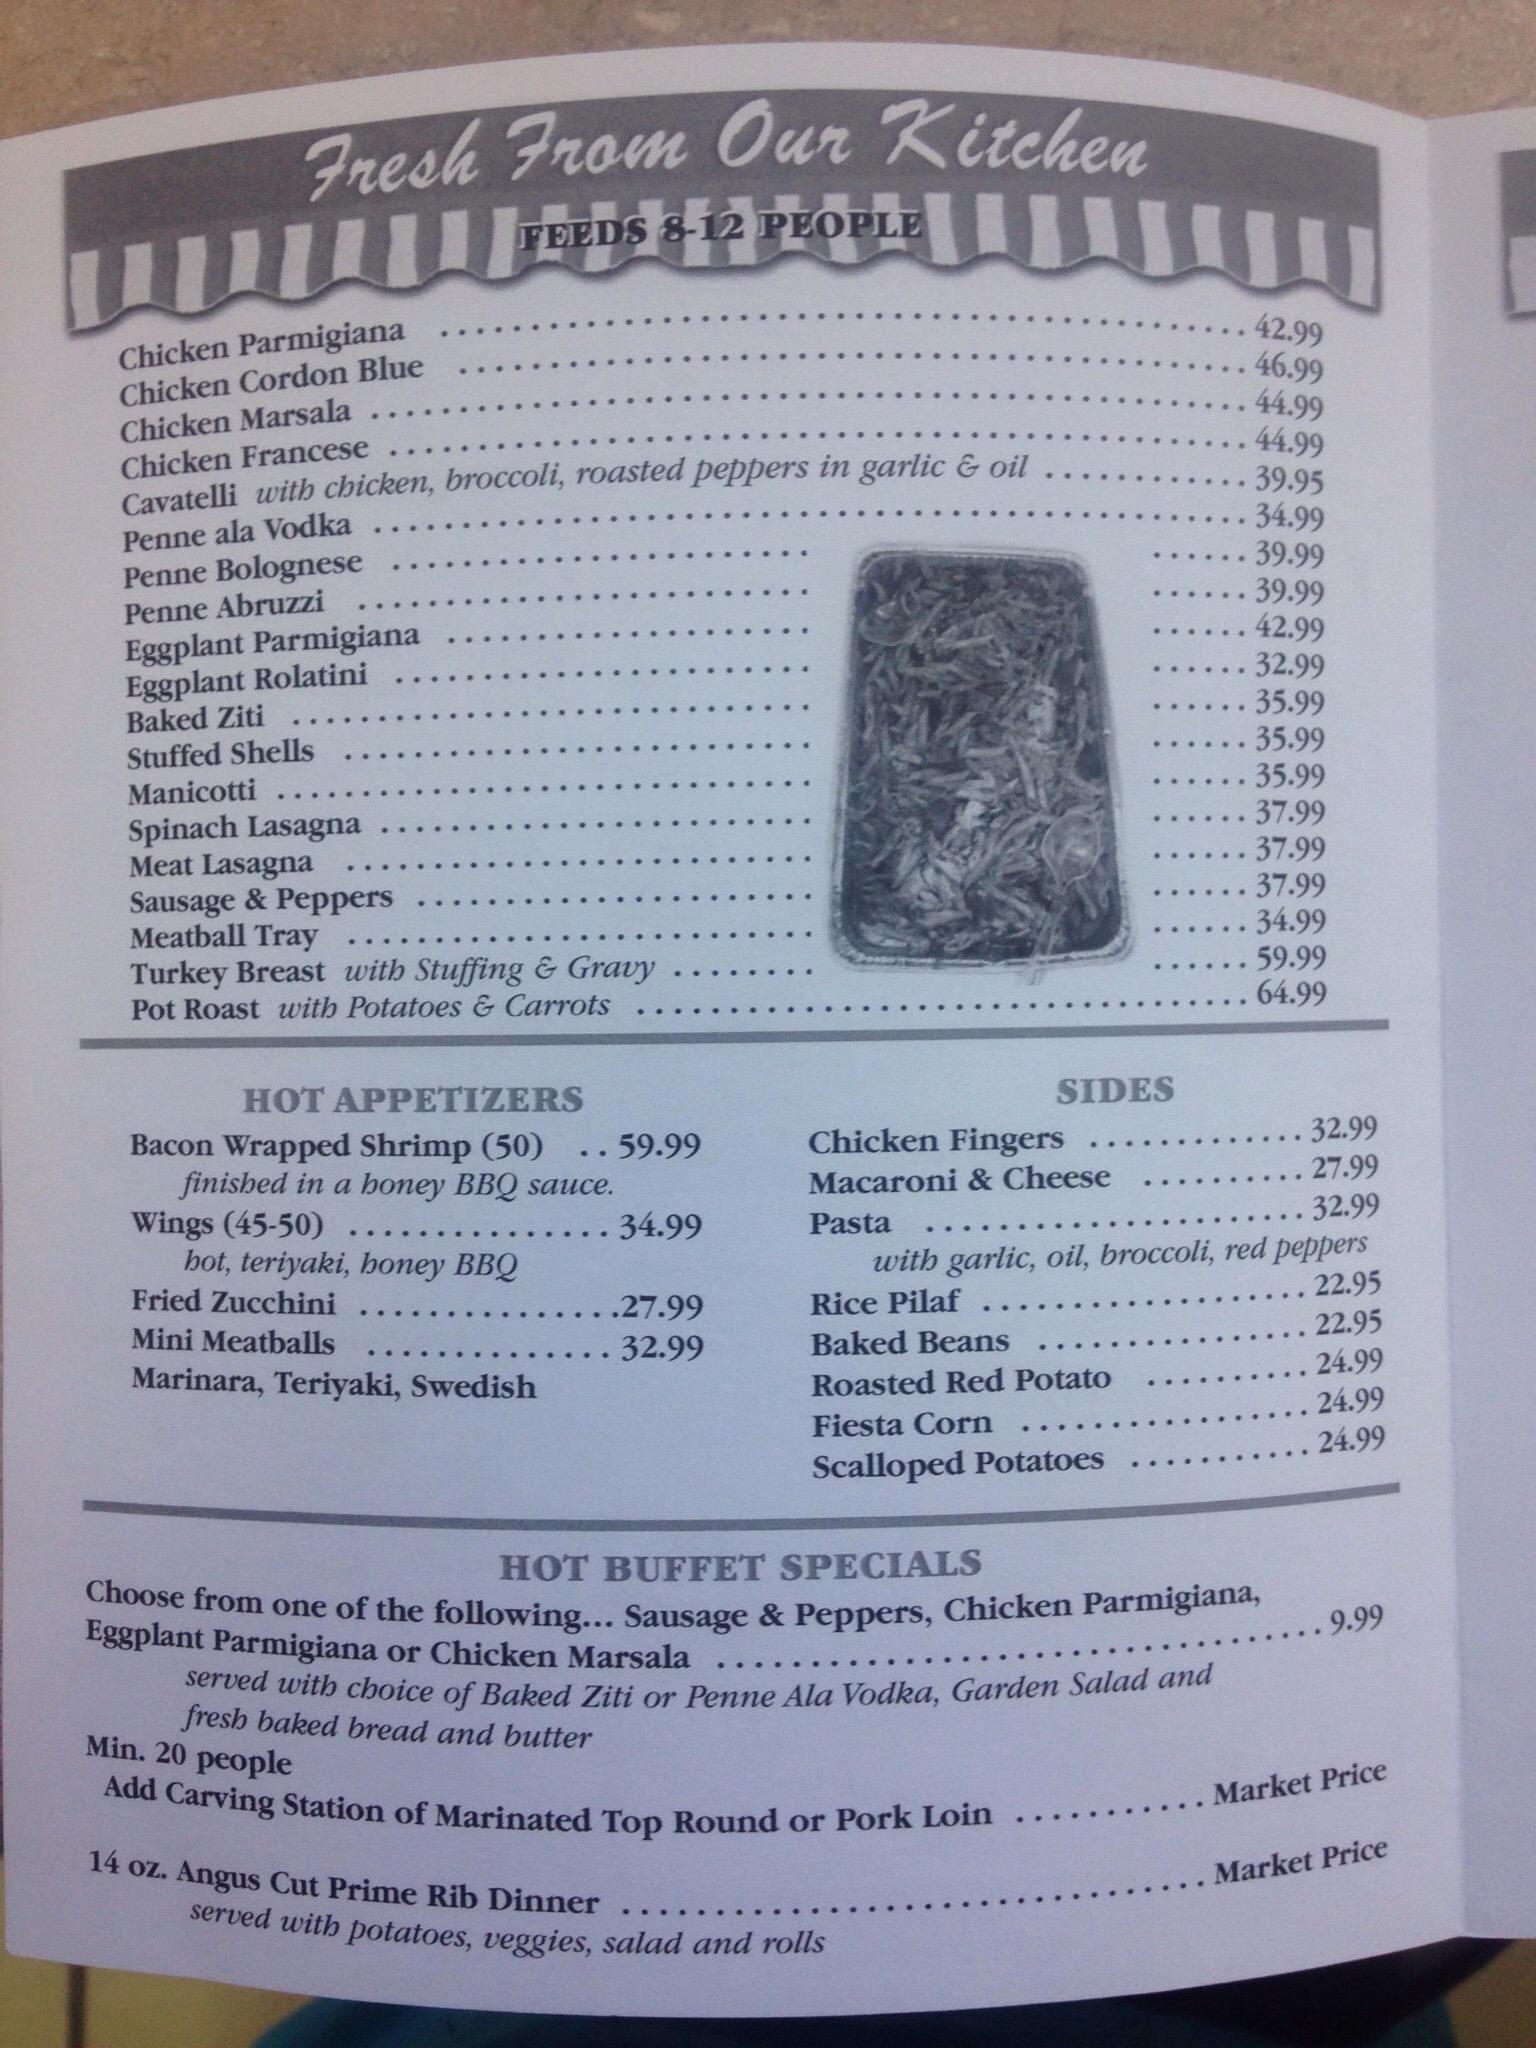 Fresh From Our Kitchen
FEEDS 8-12 PEOPLE
Chicken Parmigiana ........ 42.99
Chicken Cordon Blue ........ 46.99
Chicken Marsala ........ 44.99
Chicken Francese ........ 44.99
Cavatelli with chicken, broccoli, roasted peppers in garlic & oil ........ 39.95
Penne ala Vodka ........ 34.99
Penne Bolognese ........ 39.99
Penne Abruzzi ........ 39.99
Eggplant Parmigiana ........ 42.99
Eggplant Rolatini ........ 32.99
Baked Ziti ........ 35.99
Stuffed Shells ........ 35.99
Manicotti ........ 35.99
Spinach Lasagna ........ 37.99
Meat Lasagna ........ 37.99
Sausage & Peppers ........ 37.99
Meatball Tray ........ 34.99
Turkey Breast with Stuffing & Gravy ........ 59.99
Pot Roast with Potatoes & Carrots ........ 64.99
HOT APPETIZERS
Bacon Wrapped Shrimp (50) .. 59.99
finished in a honey BBQ sauce.
Wings (45-50) ........ 34.99
hot, teriyaki, honey BBQ
Fried Zucchini ........ 27.99
Mini Meatballs ........ 32.99
Marinara, Teriyaki, Swedish
SIDES
Chicken Fingers ........ 32.99
Macaroni & Cheese ........ 27.99
Pasta ........ 32.99
with garlic, oil, broccoli, red peppers
Rice Pilaf ........ 22.95
Baked Beans ........ 22.95
Roasted Red Potato ........ 24.99
Fiesta Corn ........ 24.99
Scalloped Potatoes ........ 24.99
HOT BUFFET SPECIALS
Choose from one of the following... Sausage & Peppers, Chicken Parmigiana,
Eggplant Parmigiana or Chicken Marsala ........ 9.99
served with choice of Baked Ziti or Penne Ala Vodka, Garden Salad and
fresh baked bread and butter
Min. 20 people
Add Carving Station of Marinated Top Round or Pork Loin ........ Market Price
14 oz. Angus Cut Prime Rib Dinner ........ Market Price
served with potatoes, veggies, salad and rolls